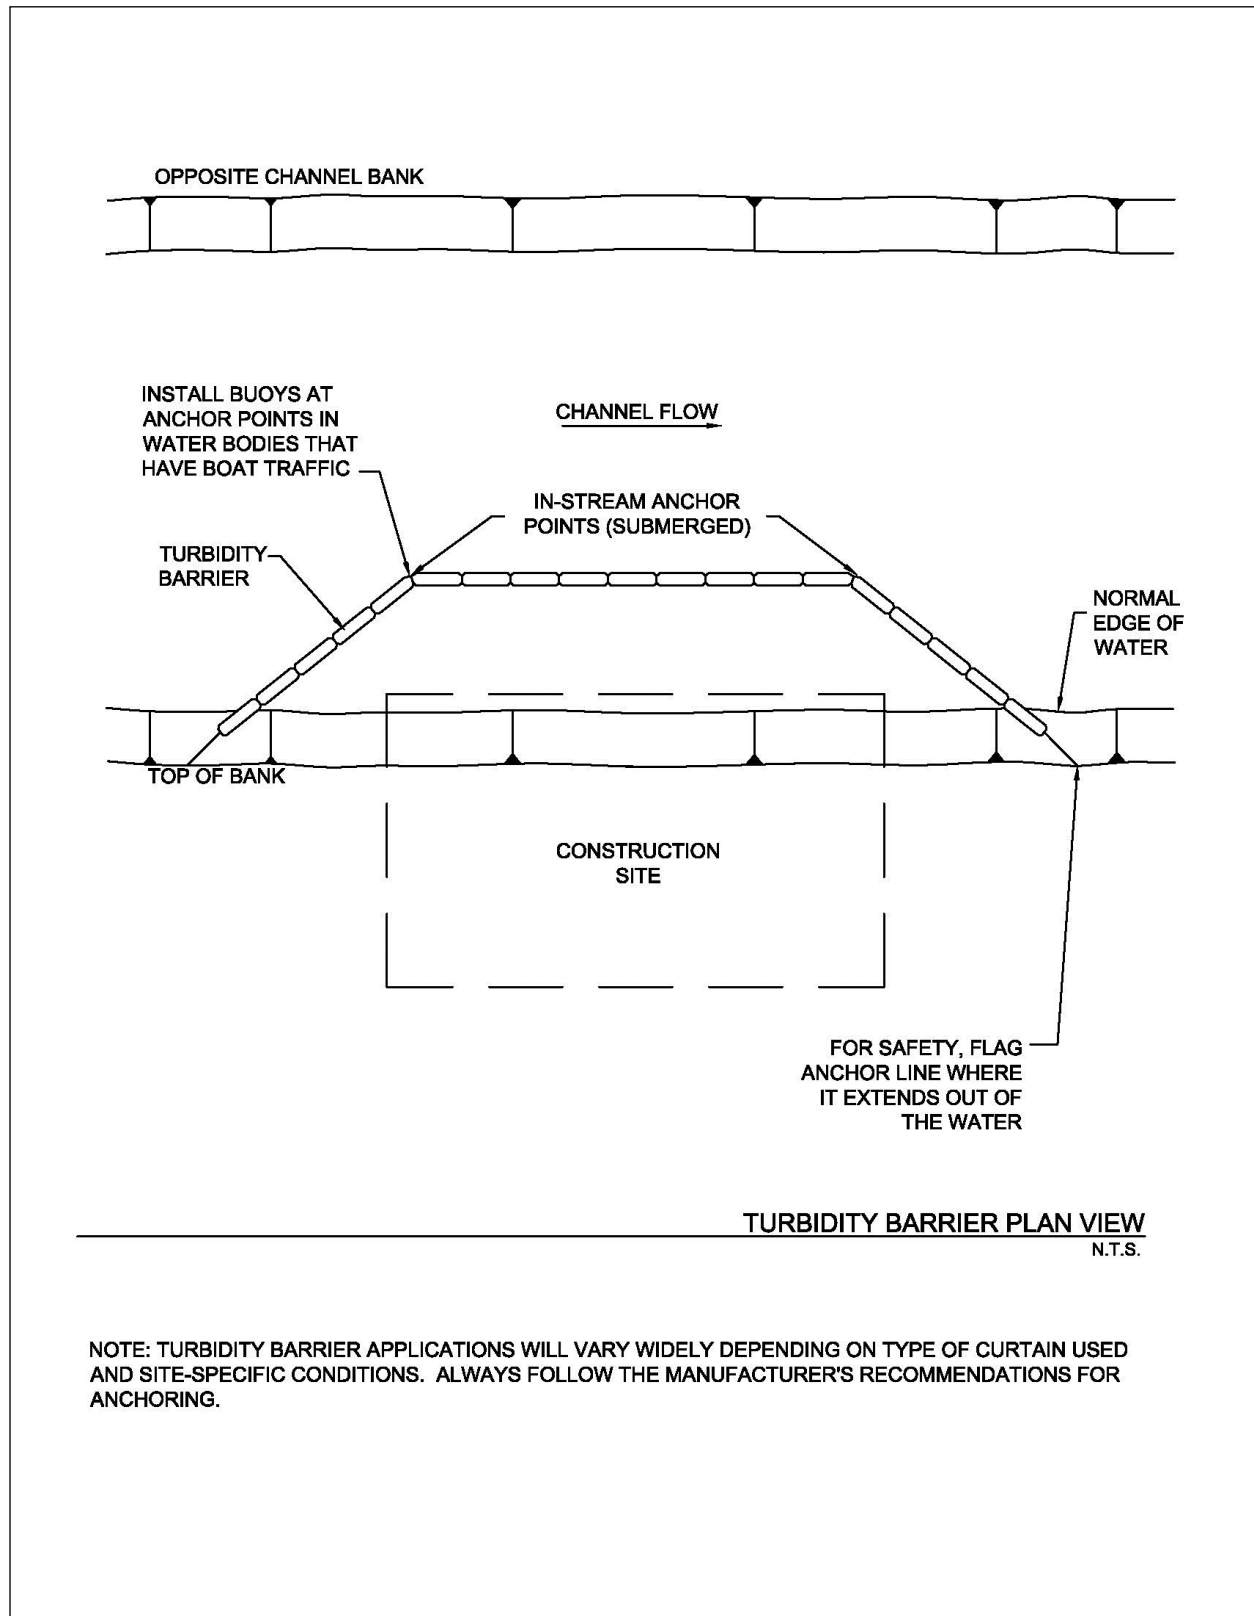 OPPOSITE CHANNEL BANK
INSTALL BUOYS AT
ANCHOR POINTS IN
WATER BODIES THAT
HAVE BOAT TRAFFIC
CHANNEL FLOW
IN-STREAM ANCHOR
POINTS (SUBMERGED)
TURBIDITY
BARRIER
NORMAL
EDGE OF
WATER
TOP OF BANK
CONSTRUCTION
SITE
FOR SAFETY, FLAG
ANCHOR LINE WHERE
IT EXTENDS OUT OF
THE WATER
TURBIDITY BARRIER PLAN VIEW
N.T.S.
NOTE: TURBIDITY BARRIER APPLICATIONS WILL VARY WIDELY DEPENDING ON TYPE OF CURTAIN USED
AND SITE-SPECIFIC CONDITIONS. ALWAYS FOLLOW THE MANUFACTURER'S RECOMMENDATIONS FOR
ANCHORING.